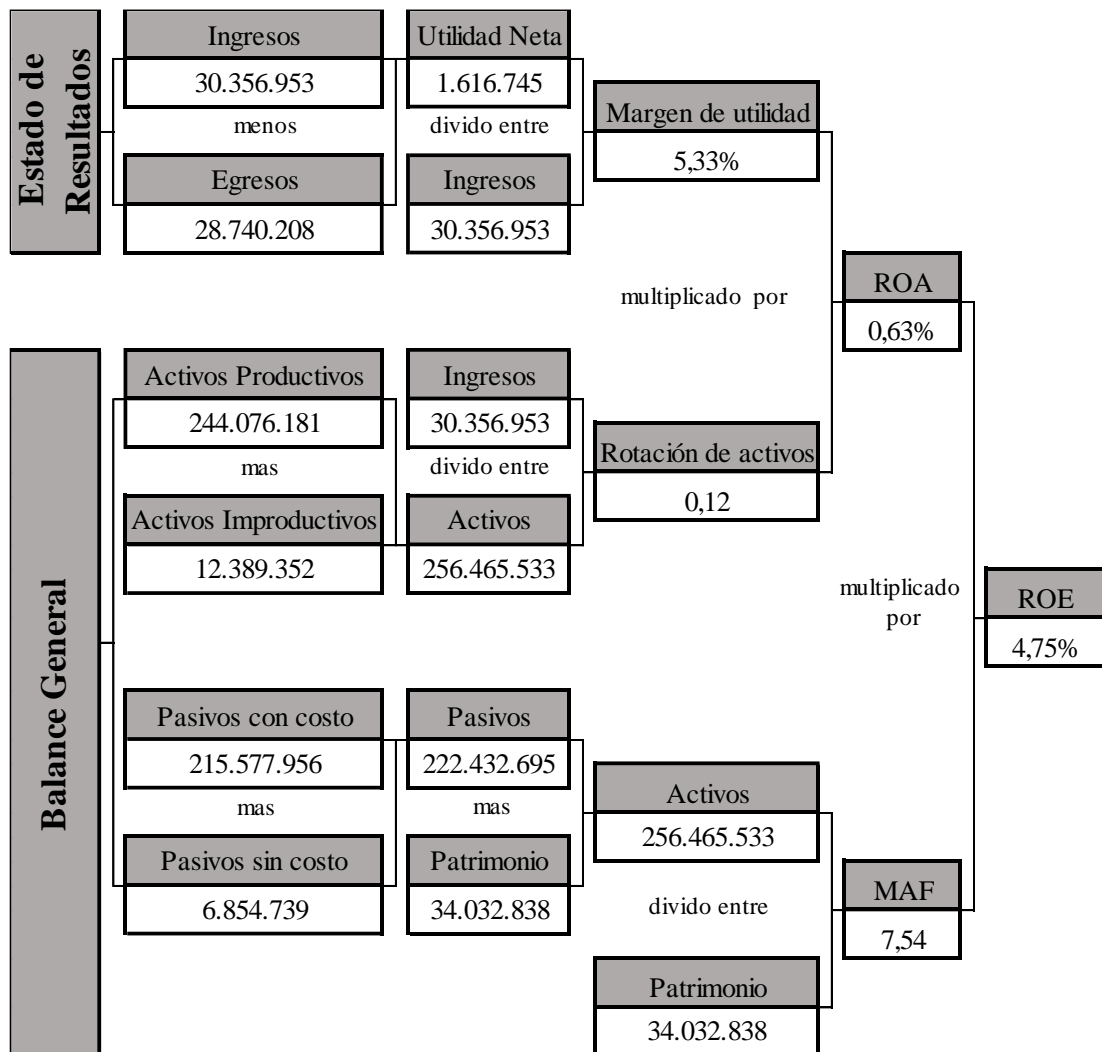 Estado de
Resultados
Ingresos
30.356.953
menos
Egresos
28.740.208
Utilidad Neta
1.616.745
divido entre
Ingresos
30.356.953
Margen de utilidad
5,33%
multiplicado por
ROA
0,63%
Balance General
Activos Productivos
244.076.181
mas
Activos Improductivos
12.389.352
Ingresos
30.356.953
divido entre
Activos
256.465.533
Rotación de activos
0,12
multiplicado
por
ROE
4,75%
Pasivos con costo
215.577.956
mas
Pasivos sin costo
6.854.739
Pasivos
222.432.695
mas
Patrimonio
34.032.838
Activos
256.465.533
divido entre
Patrimonio
34.032.838
MAF
7,54